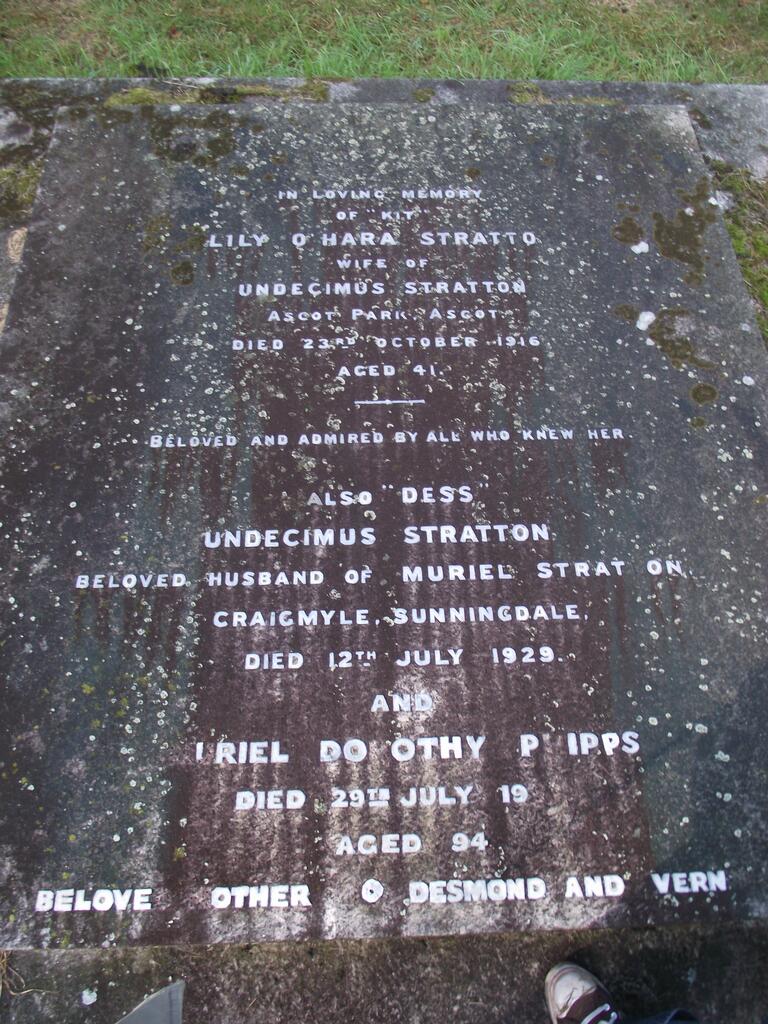 IN LOVING MEMORY
OF "KIT"
LILY O'HARA STRATTO
WIFE OF
UNDECIMUS STRATTON
ASCOT PARK, ASCOT
DIED 23RD OCTOBER 1916
AGED 41.
BELOVED AND ADMIRED BY ALL WHO KNEW HER.
ALSO "DESS"
UNDECIMUS STRATTON
BELOVED HUSBAND OF MURIEL STRAT ON
CRAIGMYLE, SUNNINGDALE,
DIED 12TH JULY 1929.
AND
RIEL DO OTHY P IPPS
DIED 29TH JULY 19
AGED 94
BELOVE OTHER O DESMOND AND VERN